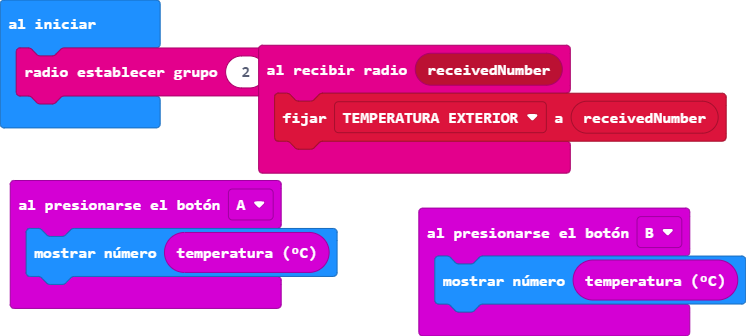 al iniciar
radio establecer grupo 2
al recibir radio receivedNumber
fijar TEMPERATURA EXTERIOR a receivedNumber
al presionarse el botón A
mostrar número temperatura (ºC)
al presionarse el botón B
mostrar número temperatura (ºC)